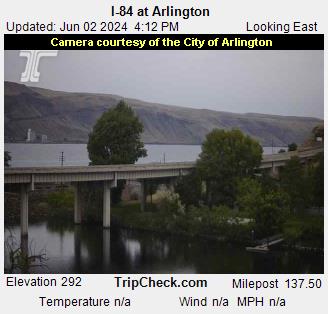 I-84 at Arlington
Updated: Jun 02 2024 4:12 PM Looking East
Camera courtesy of the City of Arlington
Elevation 292 TripCheck.com Milepost 137.50
Temperature n/a Wind n/a MPH n/a